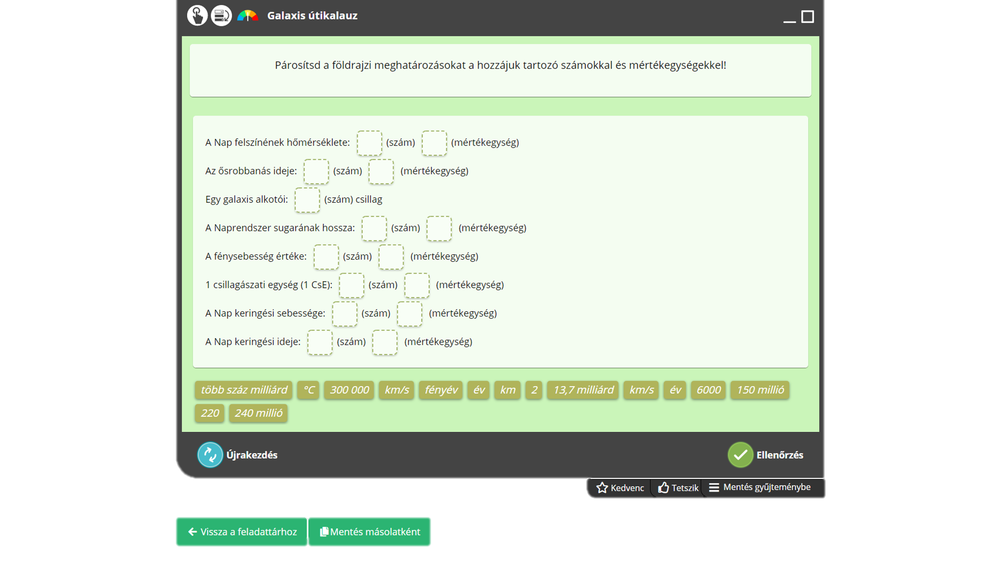 Galaxis útikalauz
Párosítsd a földrajzi meghatározásokat a hozzájuk tartozó számokkal és mértékegységekkel!
A Nap felszínének hőmérséklete: (szám) (mértékegység)
Az ősrobbanás ideje: (szám) (mértékegység)
Egy galaxis alkotói: (szám) csillag
A Naprendszer sugarának hossza: (szám) (mértékegység)
A fénysebesség értéke: (szám) (mértékegység)
1 csillagászati egység (1 CsE): (szám) (mértékegység)
A Nap keringési sebessége: (szám) (mértékegység)
A Nap keringési ideje: (szám) (mértékegység)
több száz milliárd °C 300 000 km/s fényév év km 2 13,7 milliárd km/s év 6000 150 millió
220 240 millió
Újrakezdés Ellenőrzés
Kedvenc Tetszik Mentés gyűjteménybe
Vissza a feladattárhoz Mentés másolatként